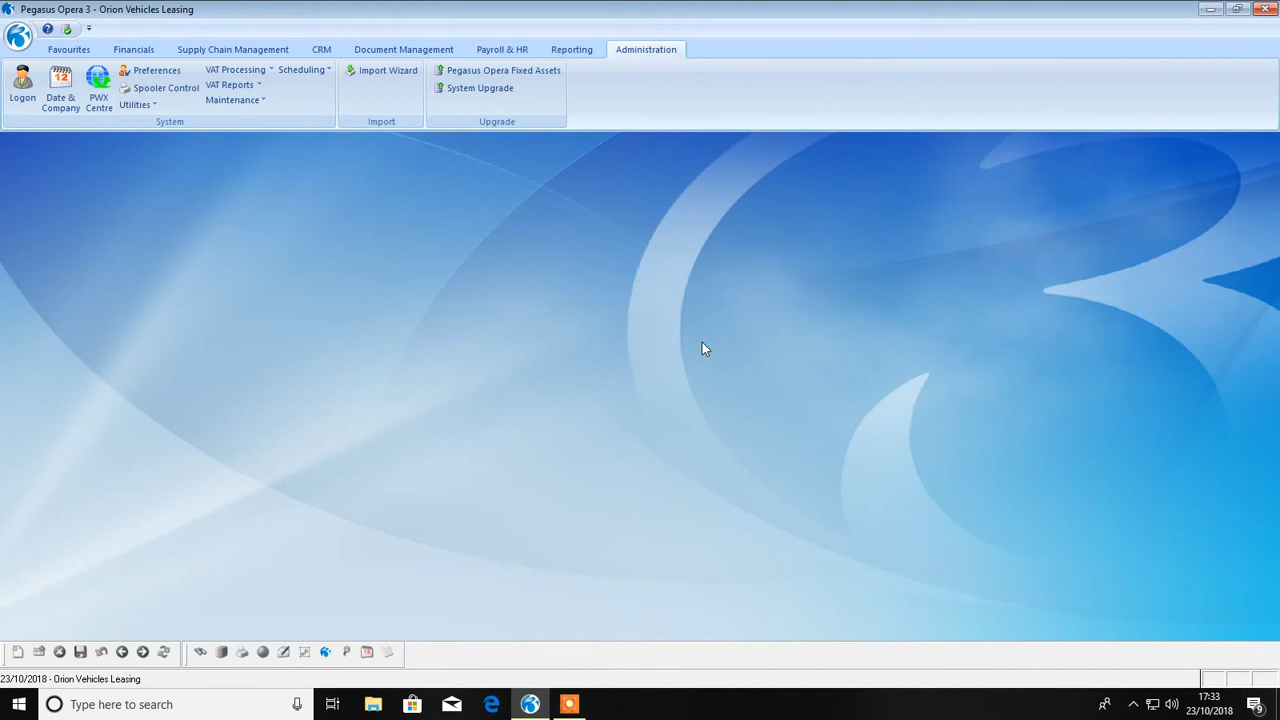 Pegasus Opera 3 - Orion Vehicles Leasing
Favourites Financials Supply Chain Management CRM Document Management Payroll & HR Reporting Administration
Logon
Date & Company
PWX Centre
Preferences
Spooler Control
Utilities
VAT Processing
VAT Reports
Maintenance
Scheduling
System
Import Wizard
Import
Pegasus Opera Fixed Assets
System Upgrade
Upgrade
23/10/2018 - Orion Vehicles Leasing
Type here to search
17:33
23/10/2018